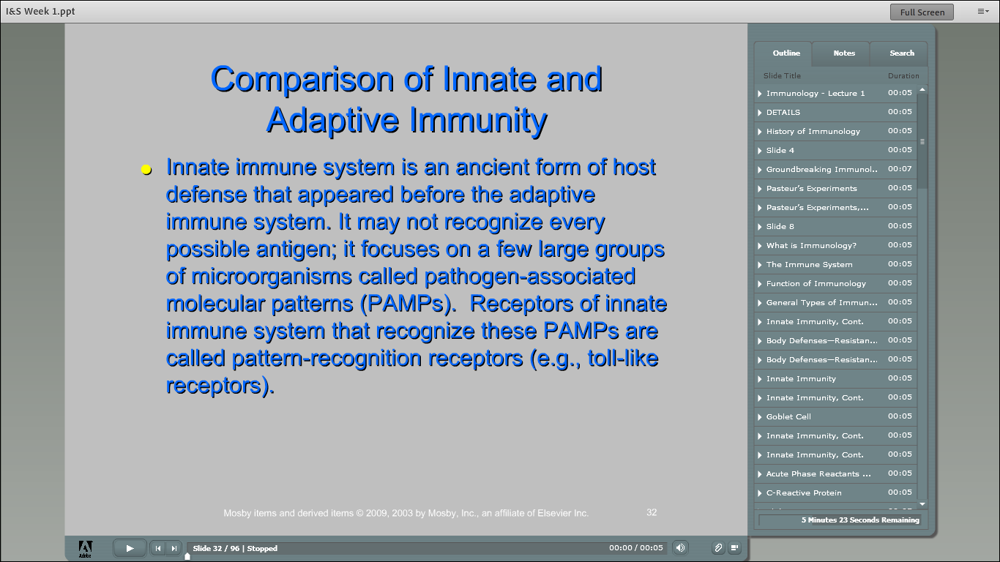 I&S Week 1.ppt
Full Screen
Comparison of Innate and
Adaptive Immunity
Innate immune system is an ancient form of host
defense that appeared before the adaptive
immune system. It may not recognize every
possible antigen; it focuses on a few large groups
of microorganisms called pathogen-associated
molecular patterns (PAMPs).  Receptors of innate
immune system that recognize these PAMPs are
called pattern-recognition receptors (e.g., toll-like
receptors).
Mosby items and derived items © 2009, 2003 by Mosby, Inc., an affiliate of Elsevier Inc.
32
Outline Notes Search
Slide Title Duration
Immunology - Lecture 1 00:05
DETAILS 00:05
History of Immunology 00:05
Slide 4 00:05
Groundbreaking Immunol.. 00:07
Pasteur's Experiments 00:05
Pasteur's Experiments,... 00:05
Slide 8 00:05
What is Immunology? 00:05
The Immune System 00:05
Function of Immunology 00:05
General Types of Immun... 00:05
Innate Immunity, Cont. 00:05
Body Defenses—Resistan... 00:05
Body Defenses—Resistan... 00:05
Innate Immunity 00:05
Innate Immunity, Cont. 00:05
Goblet Cell 00:05
Innate Immunity, Cont. 00:05
Innate Immunity, Cont. 00:05
Acute Phase Reactants ... 00:05
C-Reactive Protein 00:05
5 Minutes 23 Seconds Remaining
Adobe
Slide 32 / 96 | Stopped
00:00 / 00:05